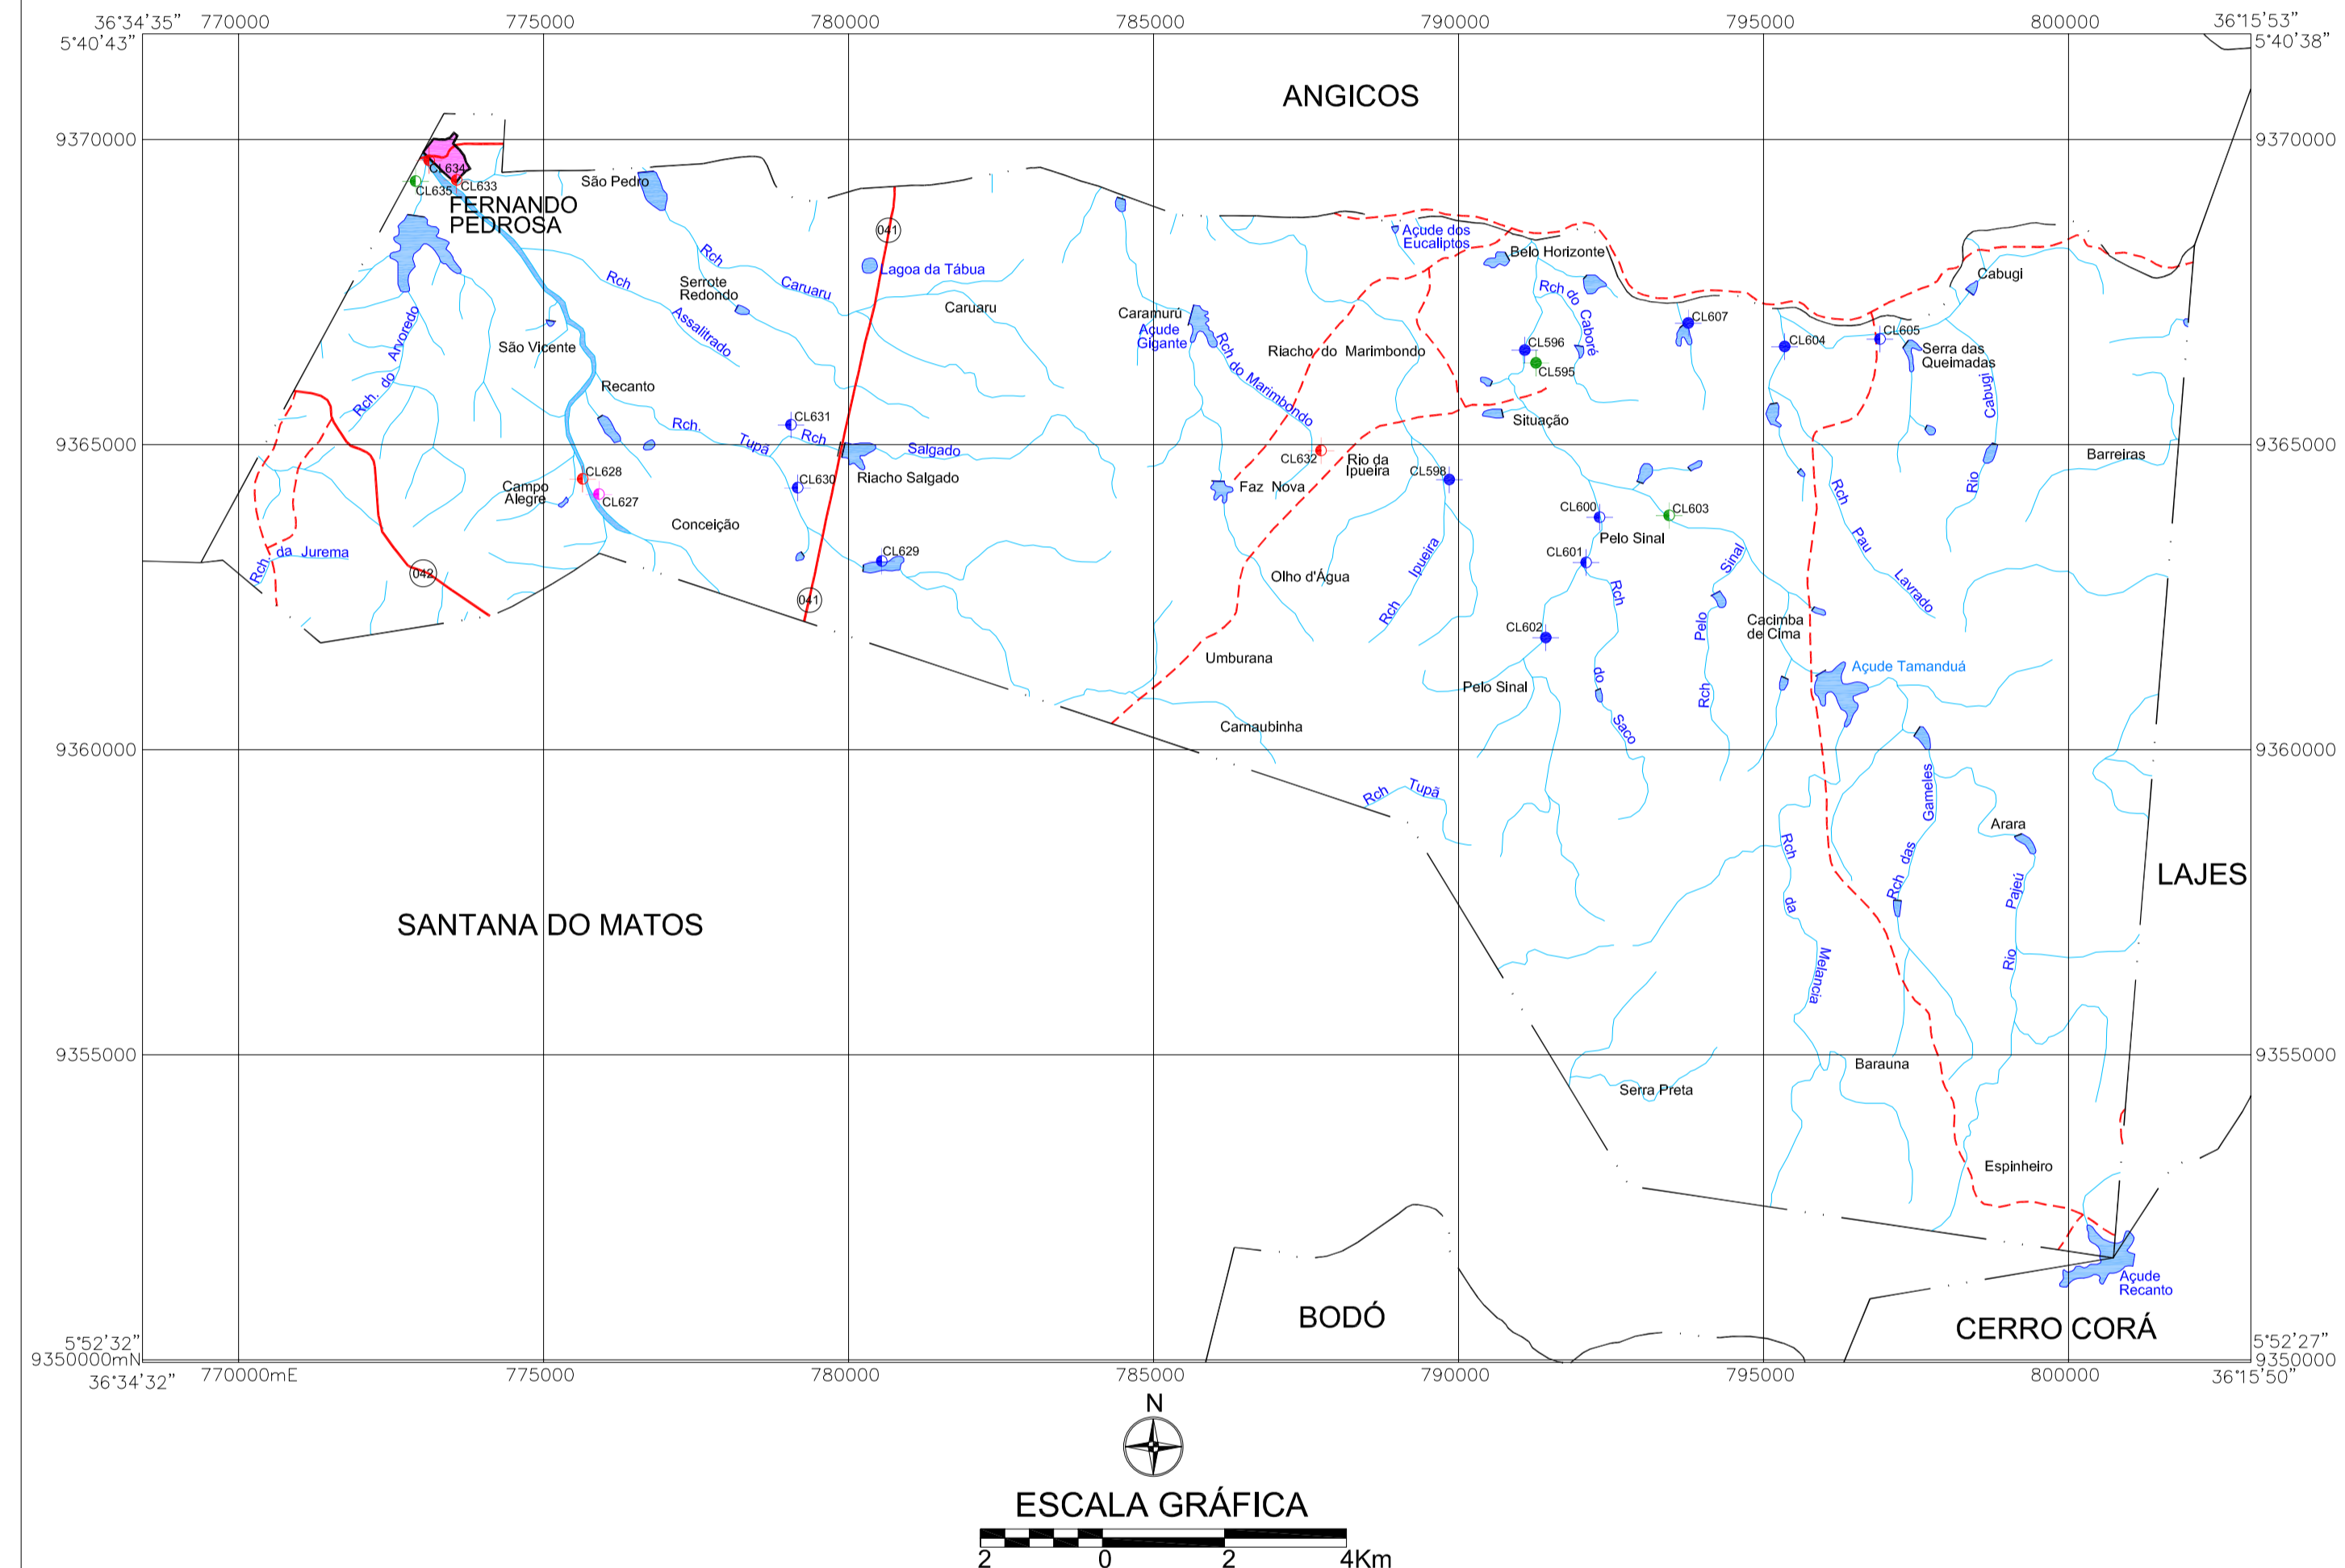 36°34'35" 770000 775000 780000 785000 790000 795000 800000 36°15'53"
5°40'43" 5°40'38"
ANGICOS
9370000 9370000
CL634
CL635 CL633
FERNANDO
PEDROSA
São Pedro
041
Açude dos
Eucaliptos
Belo Horizonte
Rch Caruaru
Lagoa da Tábua
Serrote
Redondo
Rch Assalitrado
Caruaru
Caramurú
Açude
Gigante
Rch do Marimbondo
Riacho do Marimbondo
Rch do Caboré
CL607
CL596
CL595
CL604
CL605
Cabugi
Serra das
Queimadas
Rio Cabugi
Rch. do Arvoredo
São Vicente
Recanto
Rch. Tupã
CL631
Rch Salgado
Situação
9365000 9365000
CL632
Rio da
Ipueira
CL598
Barreiras
CL628
CL627
Campo
Alegre
CL630
Riacho Salgado
Faz Nova
Conceição
CL600
CL603
Pelo Sinal
Rch Pau Lavrado
CL629
CL601
Rch. da Jurema
042
041
Olho d'Água
Rch Ipueira
Rch do Saco
Rch Pelo Sinal
Cacimba
de Cima
CL602
Umburana
Pelo Sinal
Açude Tamanduá
Carnaubinha
9360000 9360000
Rch Tupã
Rch das Gameles
Arara
Rch da Melancia
Rio Pajeú
LAJES
SANTANA DO MATOS
9355000 9355000
Barauna
Serra Preta
Espinheiro
Açude
Recanto
BODÓ
CERRO CORÁ
5°52'32" 5°52'27"
9350000mN 9350000
36°34'32" 770000mE 775000 780000 785000 790000 795000 800000 36°15'50"
N
ESCALA GRÁFICA
2 0 2 4Km